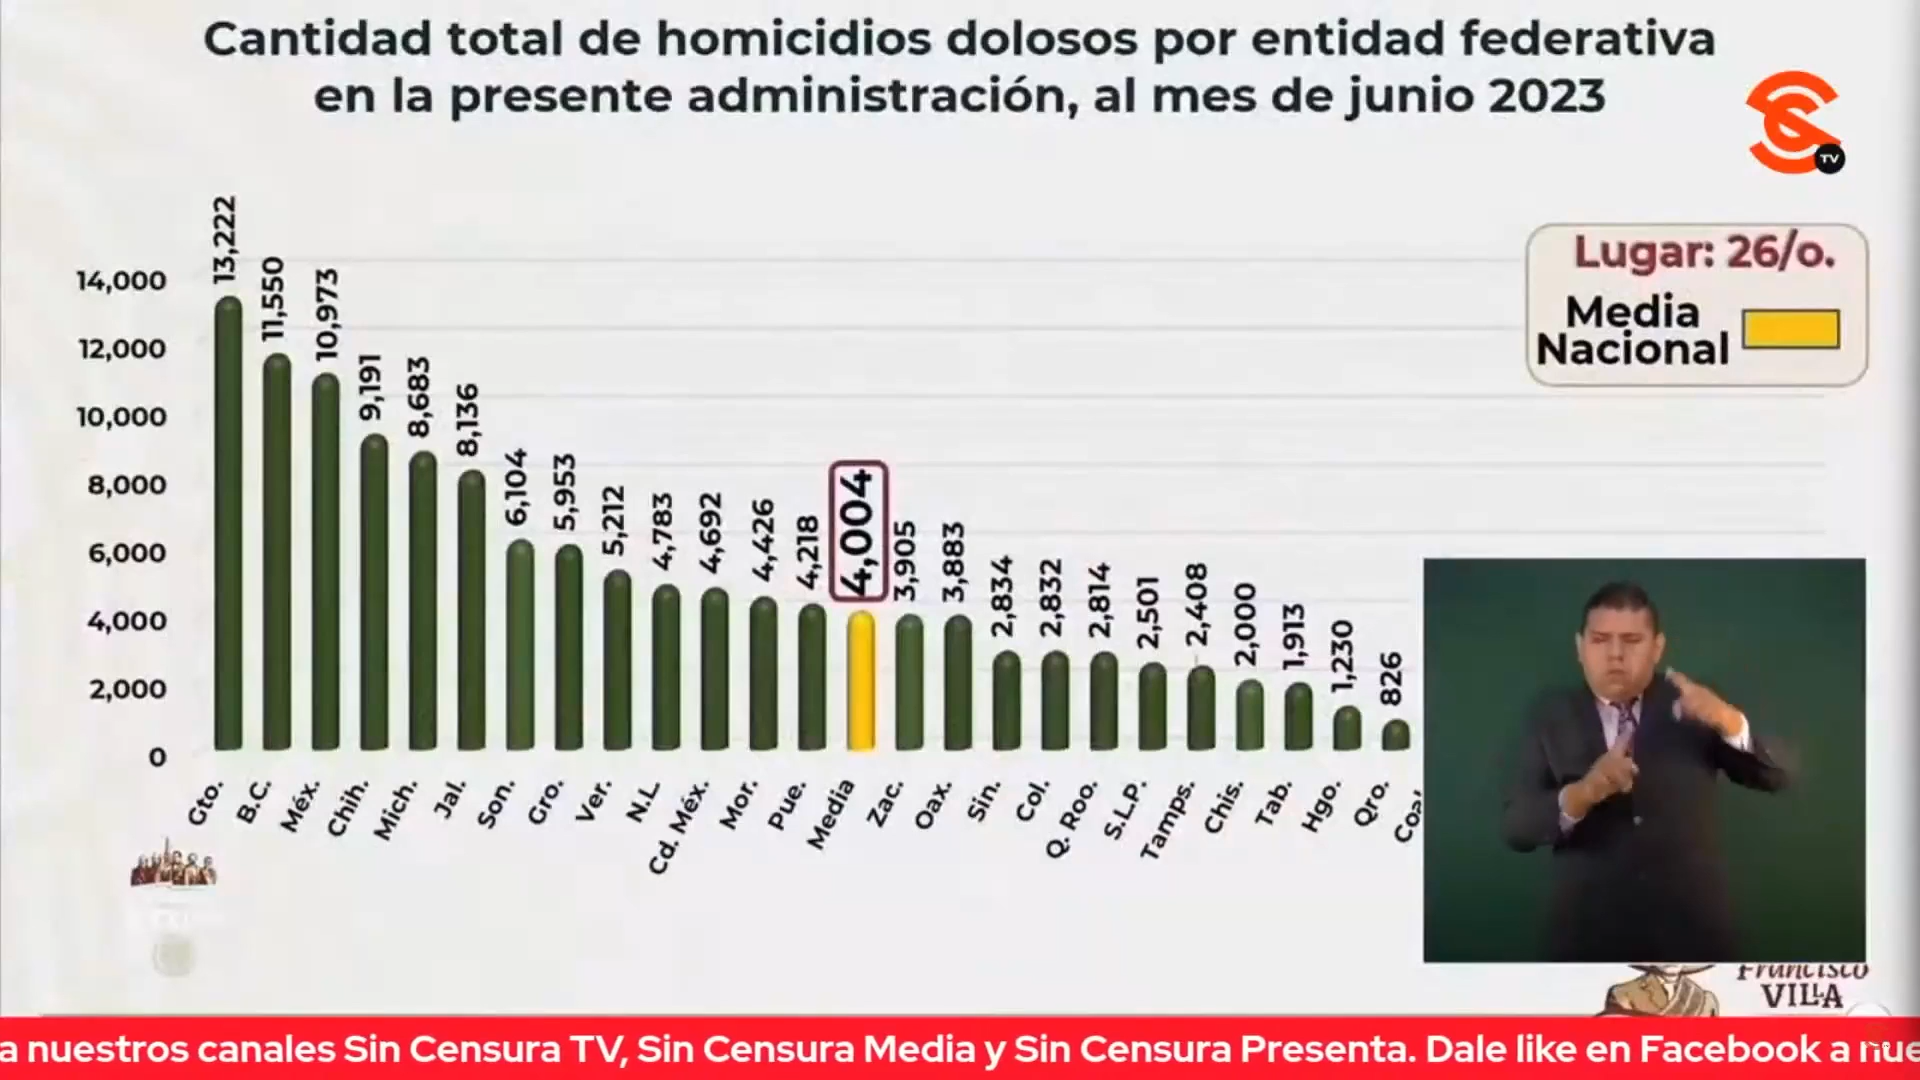 Cantidad total de homicidios dolosos por entidad federativa
en la presente administración, al mes de junio 2023
TV
Lugar: 26/o.
Media
Nacional
14,000
12,000
10,000
8,000
6,000
4,000
2,000
0
13,222
11,550
10,973
9,191
8,683
8,136
6,104
5,953
5,212
4,783
4,692
4,426
4,218
4,004
3,905
3,883
2,834
2,832
2,814
2,501
2,408
2,000
1,913
1,230
826
Gto.
B.C.
Méx.
Chih.
Mich.
Jal.
Son.
Gro.
Ver.
N.L.
Cd. Méx.
Mor.
Pue.
Media
Zac.
Oax.
Sin.
Col.
Q. Roo.
S.L.P.
Tamps.
Chis.
Tab.
Hgo.
Qro.
Francisco
VILLA
a nuestros canales Sin Censura TV, Sin Censura Media y Sin Censura Presenta. Dale like en Facebook a nue